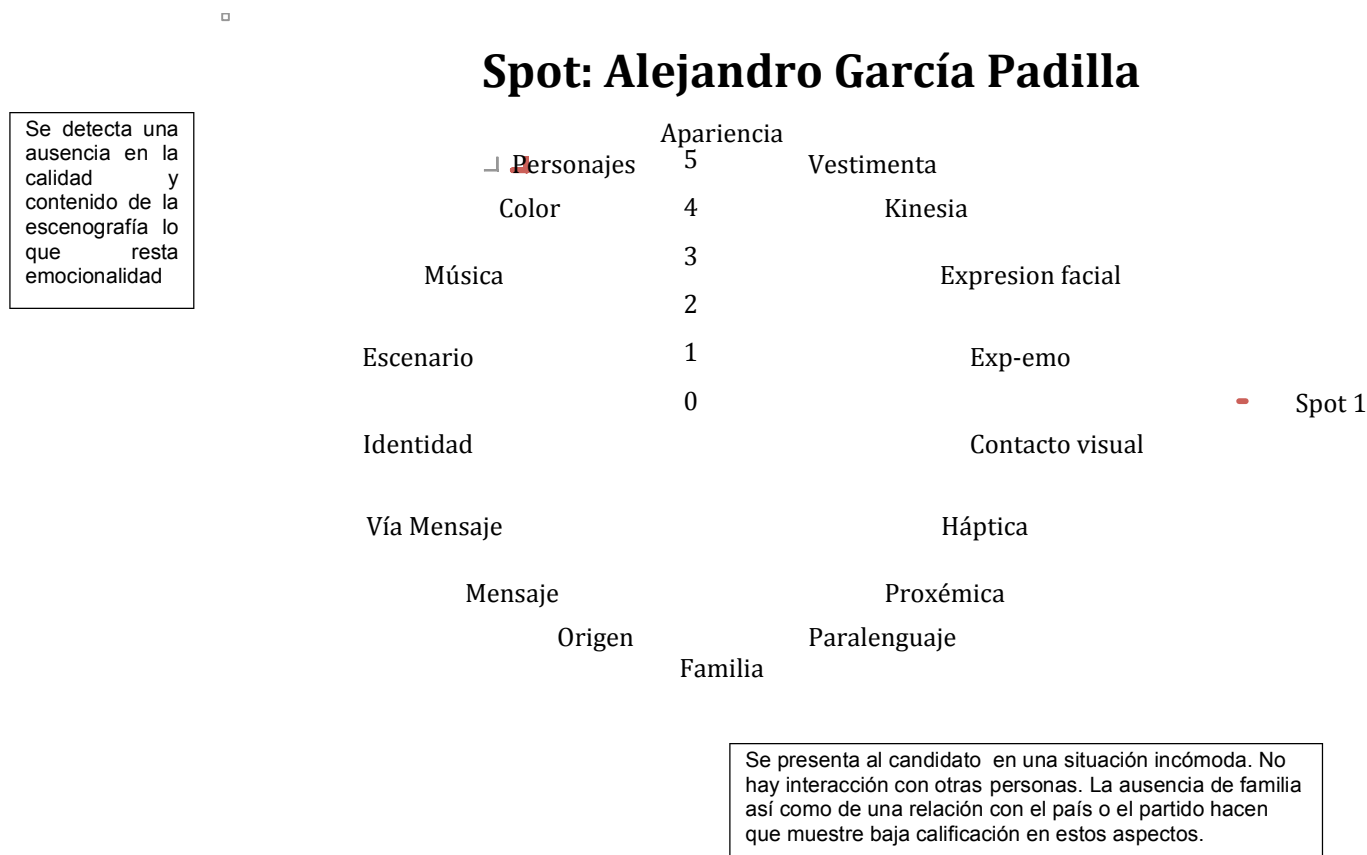 Spot: Alejandro García Padilla
Se detecta una
ausencia en la
calidad y
contenido de la
escenografía lo
que resta
emocionalidad
Apariencia
Personajes 5 Vestimenta
Color 4 Kinesia
3
Música Expresion facial
2
Escenario 1 Exp-emo
0 Spot 1
Identidad Contacto visual
Vía Mensaje Háptica
Mensaje Proxémica
Origen Paralenguaje
Familia
Se presenta al candidato en una situación incómoda. No
hay interacción con otras personas. La ausencia de familia
así como de una relación con el país o el partido hacen
que muestre baja calificación en estos aspectos.